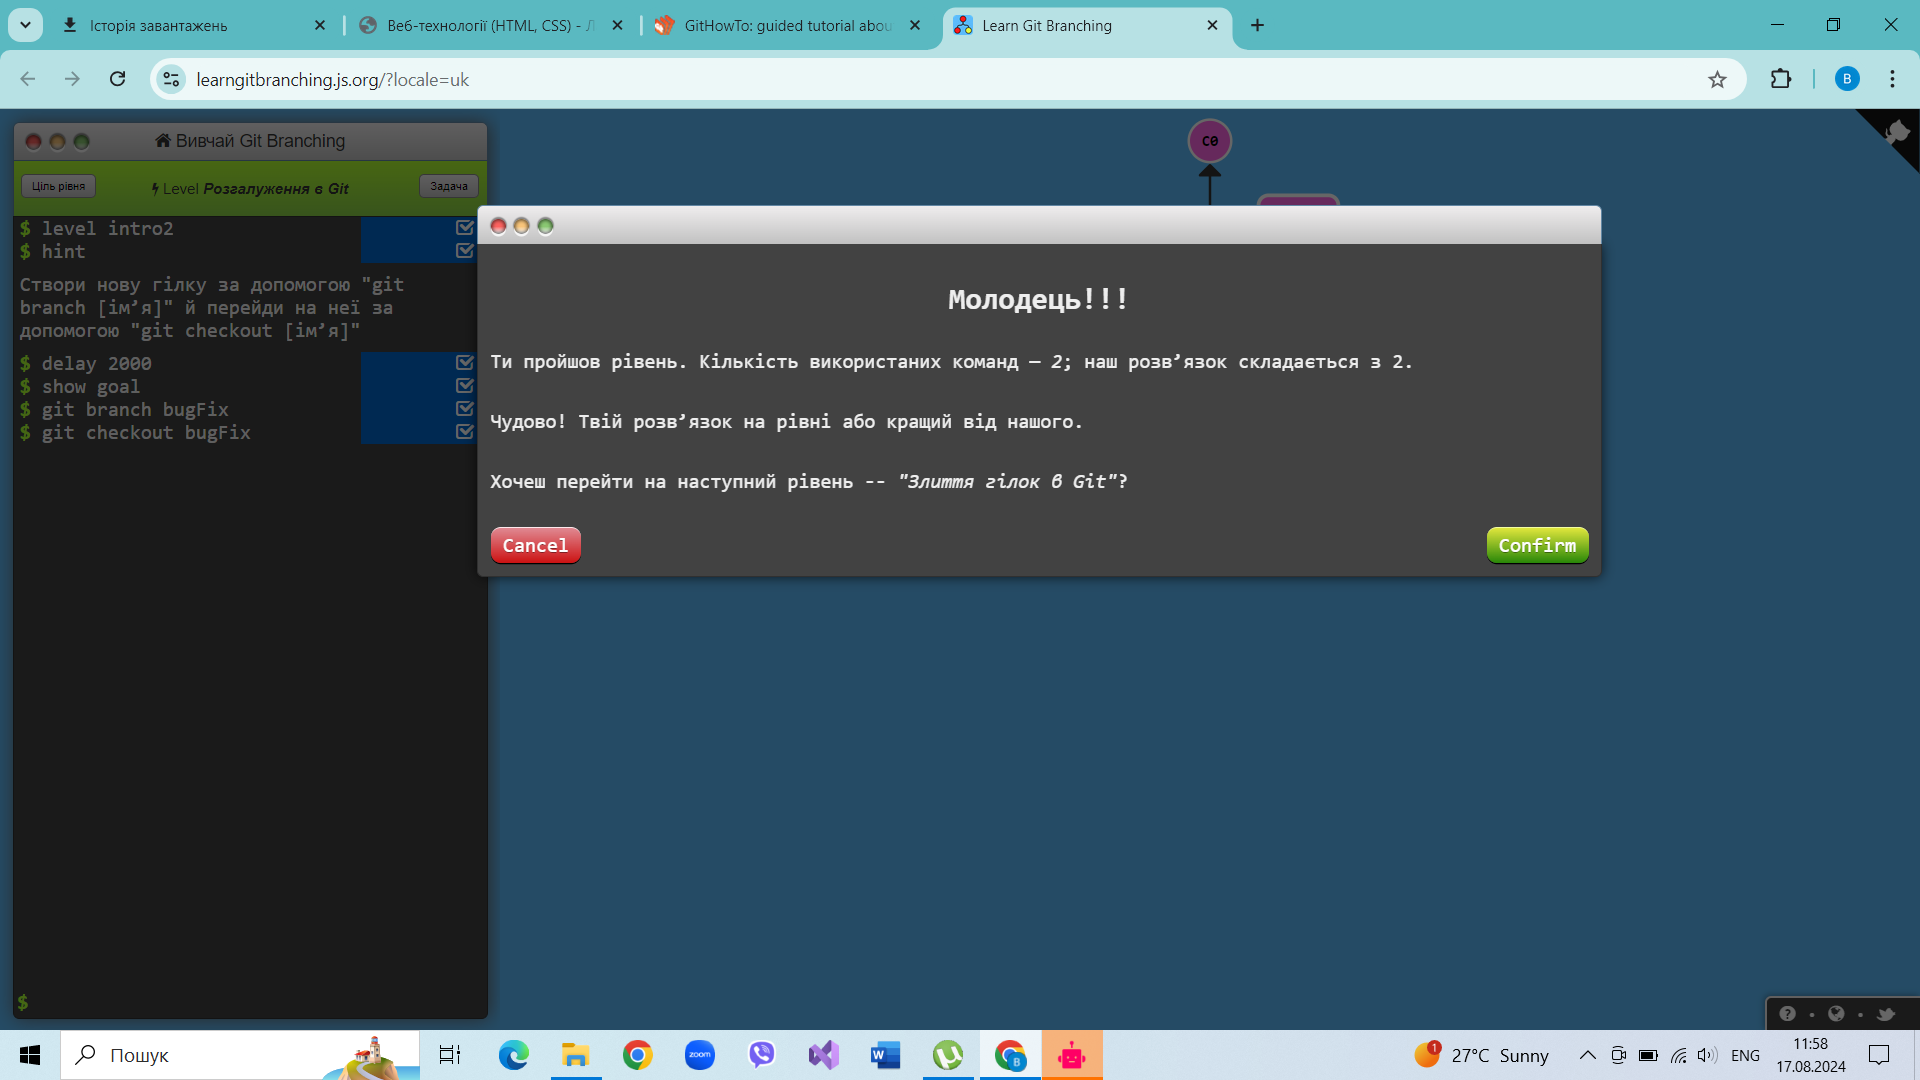 Історія завантажень
Веб-технології (HTML, CSS) - Л
GitHowTo: guided tutorial abou
Learn Git Branching
learngitbranching.js.org/?locale=uk
B
Вивчай Git Branching
Ціль рівня
Level Розгалуження в Git
Задача
$ level intro2
$ hint
Створи нову гілку за допомогою "git
branch [ім’я]" й перейди на неї за
допомогою "git checkout [ім’я]"
$ delay 2000
$ show goal
$ git branch bugFix
$ git checkout bugFix
$
C0
Молодець!!!
Ти пройшов рівень. Кількість використаних команд — 2; наш розв’язок складається з 2.
Чудово! Твій розв’язок на рівні або кращий від нашого.
Хочеш перейти на наступний рівень -- "Злиття гілок в Git"?
Cancel
Confirm
Пошук
zoom
W
B
1
27°C Sunny
ENG
11:58
17.08.2024